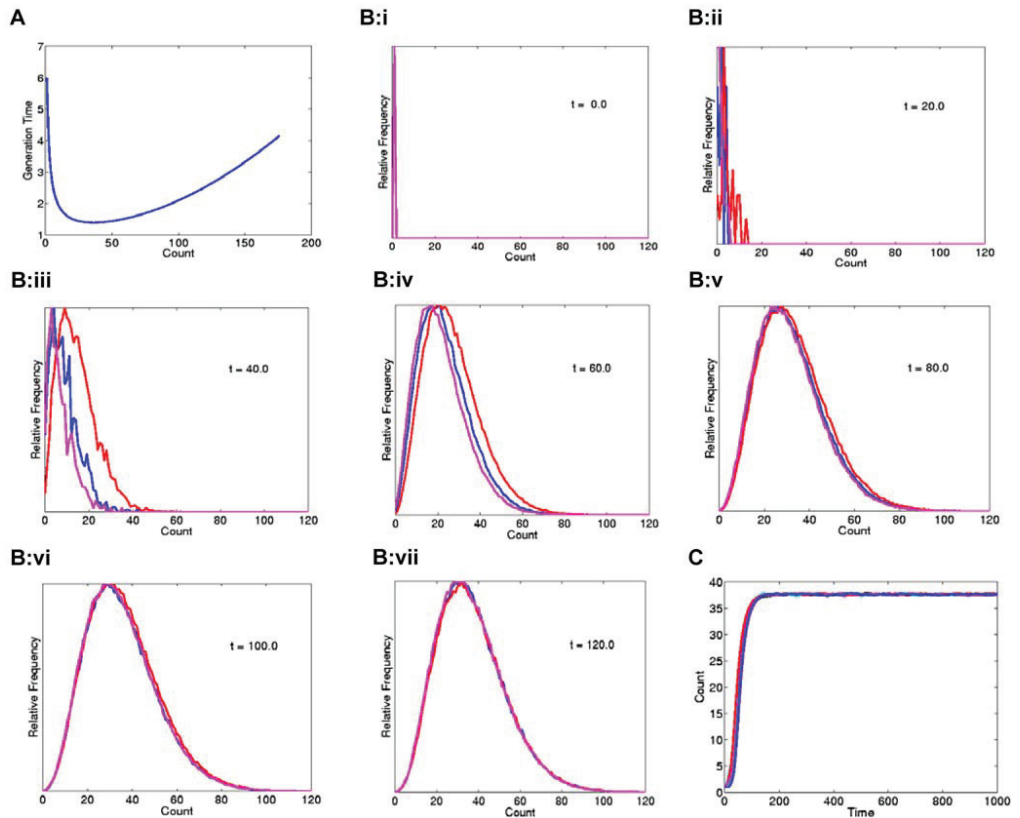 A
7
6
5
4
3
2
1
0
50
100
150
200
Generation Time
Count
B:i
t = 0.0
Relative Frequency
0
20
40
60
80
100
120
Count
B:ii
t = 20.0
Relative Frequency
0
20
40
60
80
100
120
Count
B:iii
t = 40.0
Relative Frequency
0
20
40
60
80
100
120
Count
B:iv
t = 60.0
Relative Frequency
0
20
40
60
80
100
120
Count
B:v
t = 80.0
Relative Frequency
0
20
40
60
80
100
120
Count
B:vi
t = 100.0
Relative Frequency
0
20
40
60
80
100
120
Count
B:vii
t = 120.0
Relative Frequency
0
20
40
60
80
100
120
Count
C
40
35
30
25
20
15
10
5
0
0
200
400
600
800
1000
Count
Time